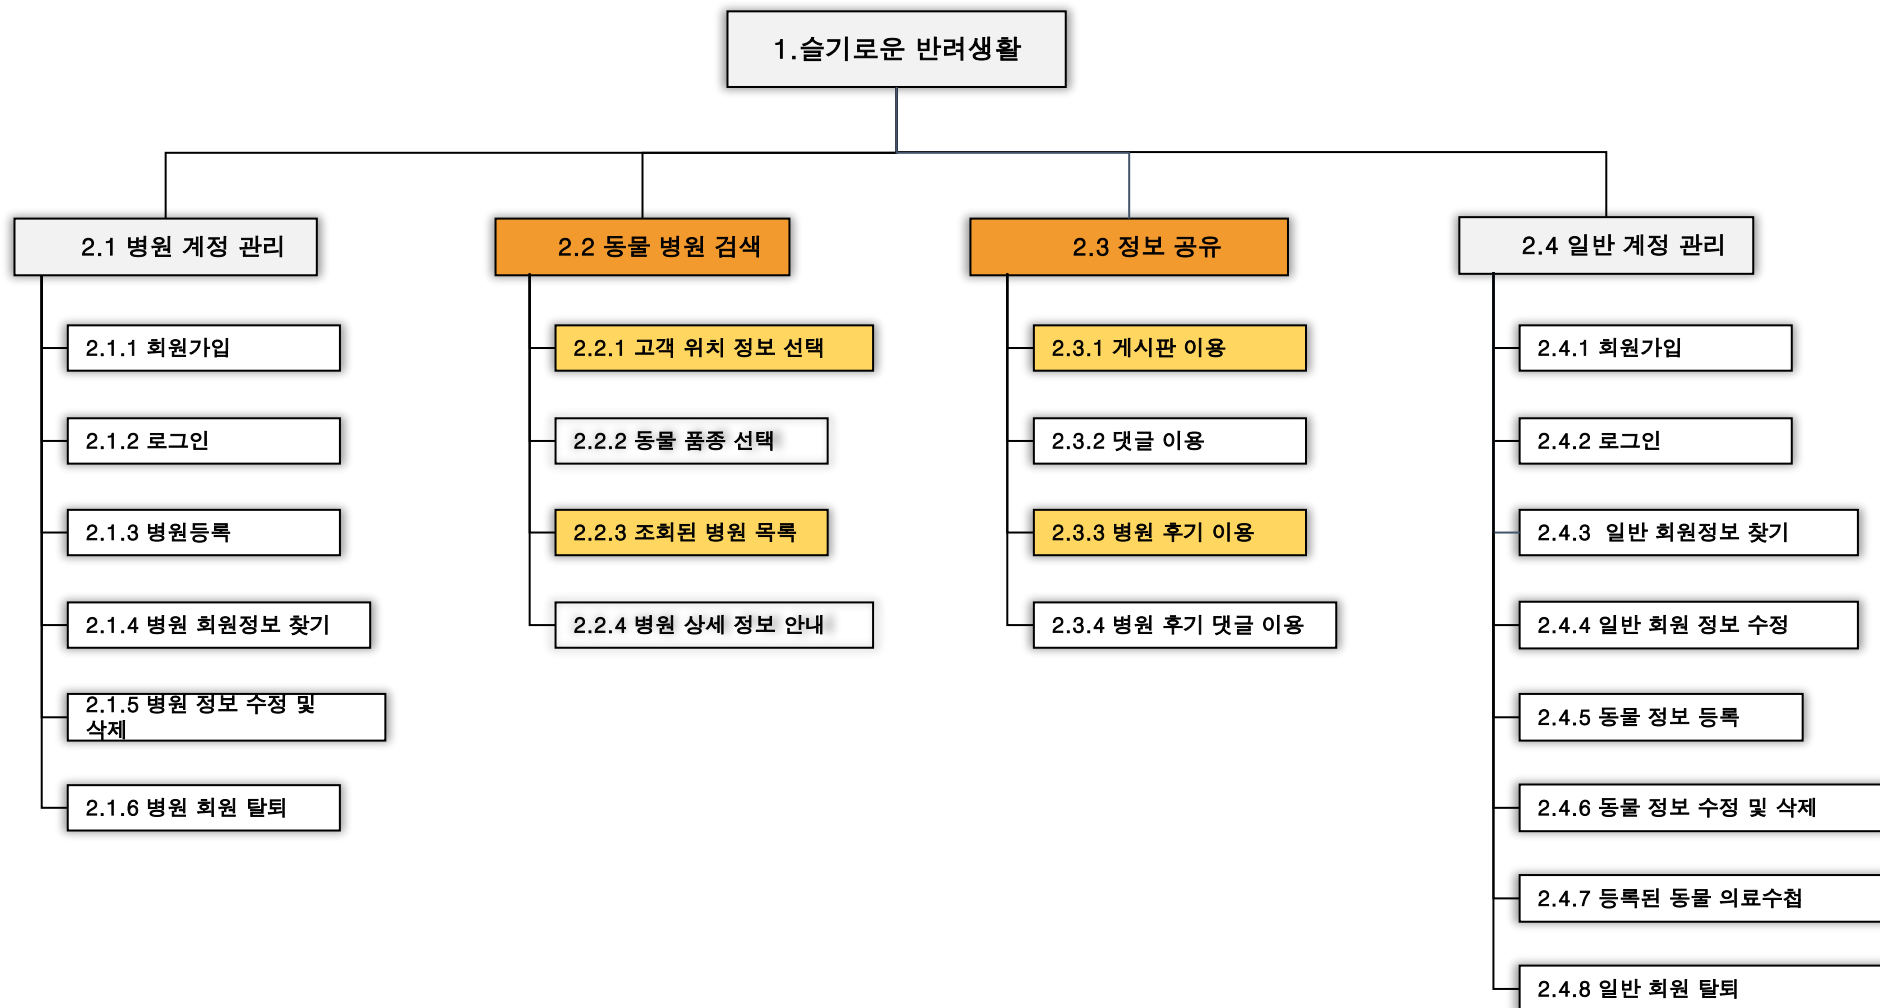 1.슬기로운 반려생활
2.1 병원 계정 관리
2.1.1 회원가입
2.1.2 로그인
2.1.3 병원등록
2.1.4 병원 회원정보 찾기
2.1.5 병원 정보 수정 및
삭제
2.1.6 병원 회원 탈퇴
2.2 동물 병원 검색
2.2.1 고객 위치 정보 선택
2.2.2 동물 품종 선택
2.2.3 조회된 병원 목록
2.2.4 병원 상세 정보 안내
2.3 정보 공유
2.3.1 게시판 이용
2.3.2 댓글 이용
2.3.3 병원 후기 이용
2.3.4 병원 후기 댓글 이용
2.4 일반 계정 관리
2.4.1 회원가입
2.4.2 로그인
2.4.3 일반 회원정보 찾기
2.4.4 일반 회원 정보 수정
2.4.5 동물 정보 등록
2.4.6 동물 정보 수정 및 삭제
2.4.7 등록된 동물 의료수첩
2.4.8 일반 회원 탈퇴